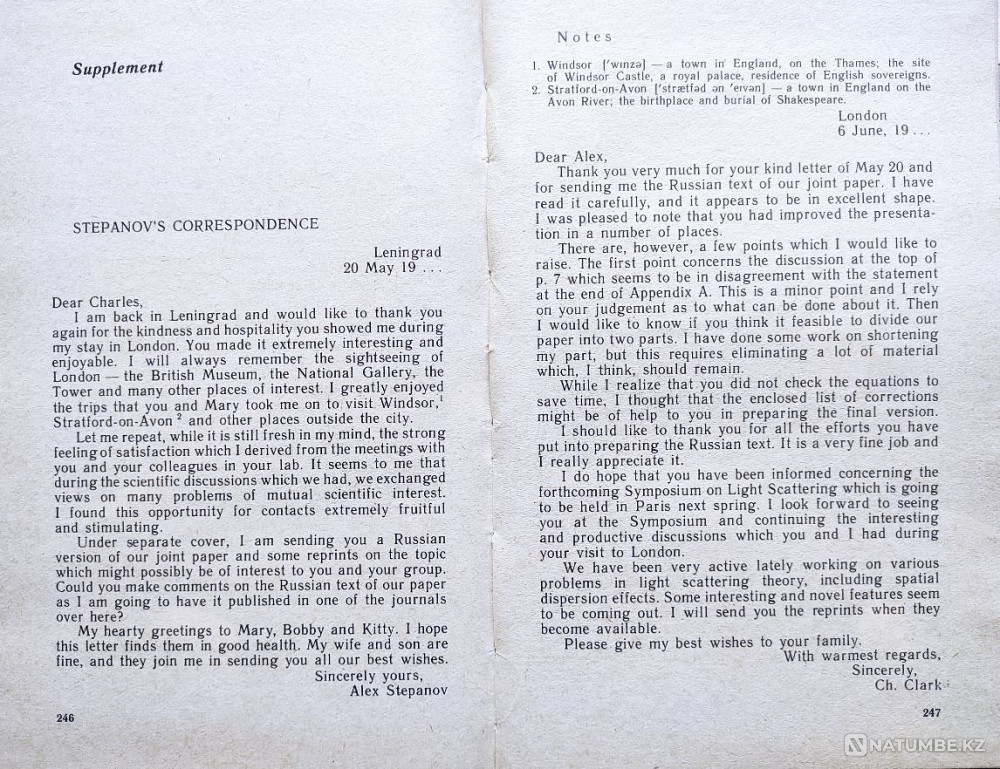 Supplement
STEPANOV'S CORRESPONDENCE
Leningrad
20 May 19 ...
Dear Charles,
I am back in Leningrad and would like to thank you
again for the kindness and hospitality you showed me during
my stay in London. You made it extremely interesting and
enjoyable. I will always remember the sightseeing of
London — the British Museum, the National Gallery, the
Tower and many other places of interest. I greatly enjoyed
the trips that you and Mary took me on to visit Windsor,¹
Stratford-on-Avon ² and other places outside the city.
Let me repeat, while it is still fresh in my mind, the strong
feeling of satisfaction which I derived from the meetings with
you and your colleagues in your lab. It seems to me that
during the scientific discussions which we had, we exchanged
views on many problems of mutual scientific interest.
I found this opportunity for contacts extremely fruitful
and stimulating.
Under separate cover, I am sending you a Russian
version of our joint paper and some reprints on the topic
which might possibly be of interest to you and your group.
Could you make comments on the Russian text of our paper
as I am going to have it published in one of the journals
over here?
My hearty greetings to Mary, Bobby and Kitty. I hope
this letter finds them in good health. My wife and son are
fine, and they join me in sending you all our best wishes.
Sincerely yours,
Alex Stepanov
246
Notes
1. Windsor ['wınzə] — a town in England, on the Thames; the site
of Windsor Castle, a royal palace, residence of English sovereigns.
2. Stratford-on-Avon ['strætfəd ən 'eıvən] — a town in England on the
Avon River; the birthplace and burial of Shakespeare.
London
6 June, 19 ...
Dear Alex,
Thank you very much for your kind letter of May 20 and
for sending me the Russian text of our joint paper. I have
read it carefully, and it appears to be in excellent shape.
I was pleased to note that you had improved the presenta-
tion in a number of places.
There are, however, a few points which I would like to
raise. The first point concerns the discussion at the top of
p. 7 which seems to be in disagreement with the statement
at the end of Appendix A. This is a minor point and I rely
on your judgement as to what can be done about it. Then
I would like to know if you think it feasible to divide our
paper into two parts. I have done some work on shortening
my part, but this requires eliminating a lot of material
which, I think, should remain.
While I realize that you did not check the equations to
save time, I thought that the enclosed list of corrections
might be of help to you in preparing the final version.
I should like to thank you for all the efforts you have
put into preparing the Russian text. It is a very fine job and
I really appreciate it.
I do hope that you have been informed concerning the
forthcoming Symposium on Light Scattering which is going
to be held in Paris next spring. I look forward to seeing
you at the Symposium and continuing the interesting
and productive discussions which you and I had during
your visit to London.
We have been very active lately working on various
problems in light scattering theory, including spatial
dispersion effects. Some interesting and novel features seem
to be coming out. I will send you the reprints when they
become available.
Please give my best wishes to your family.
With warmest regards,
Sincerely,
Ch. Clark
247
NATUMBE.KZ